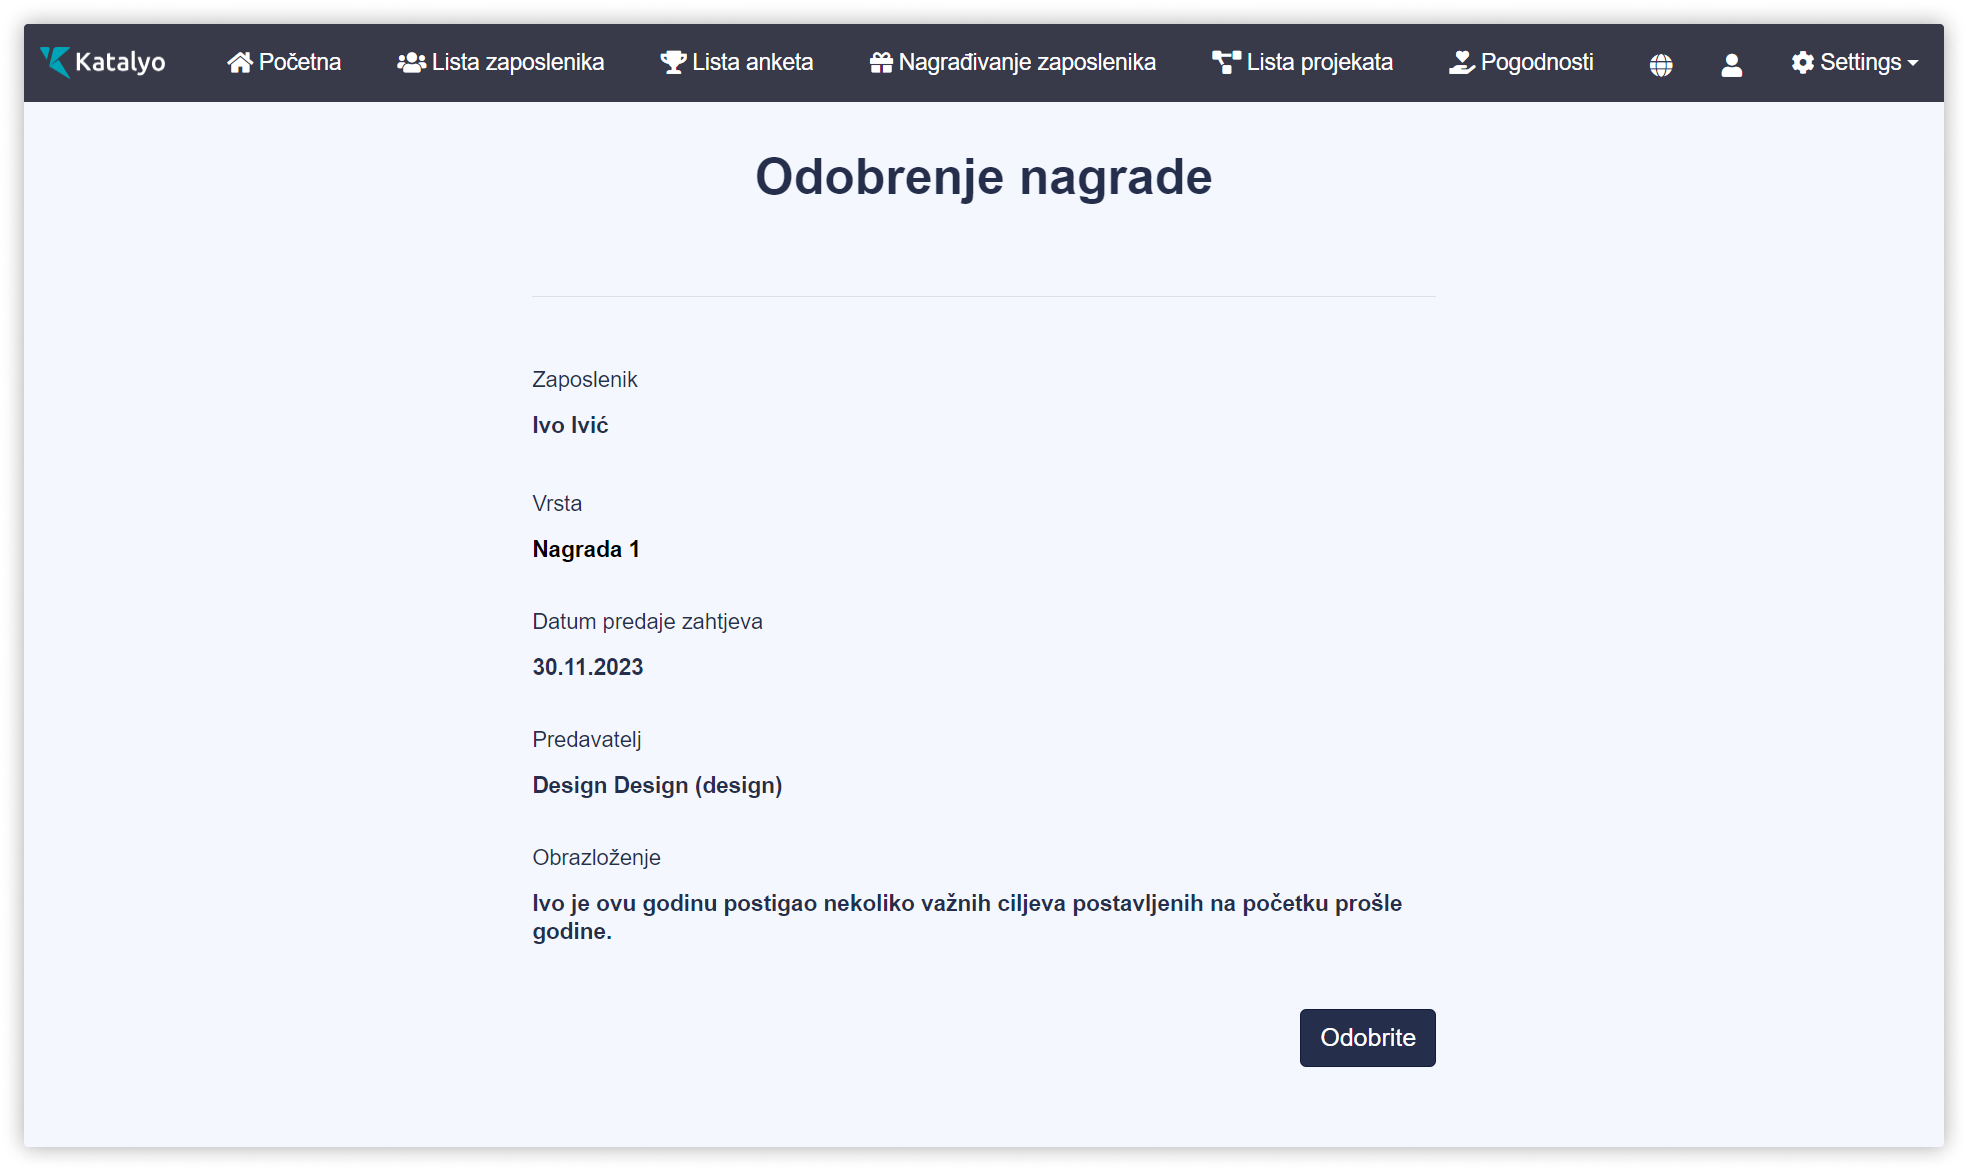 Katalyo Početna Lista zaposlenika Lista anketa Nagrađivanje zaposlenika Lista projekata Pogodnosti Settings
Odobrenje nagrade
Zaposlenik
Ivo Ivić
Vrsta
Nagrada 1
Datum predaje zahtjeva
30.11.2023
Predavatelj
Design Design (design)
Obrazloženje
Ivo je ovu godinu postigao nekoliko važnih ciljeva postavljenih na početku prošle
godine.
Odobrite